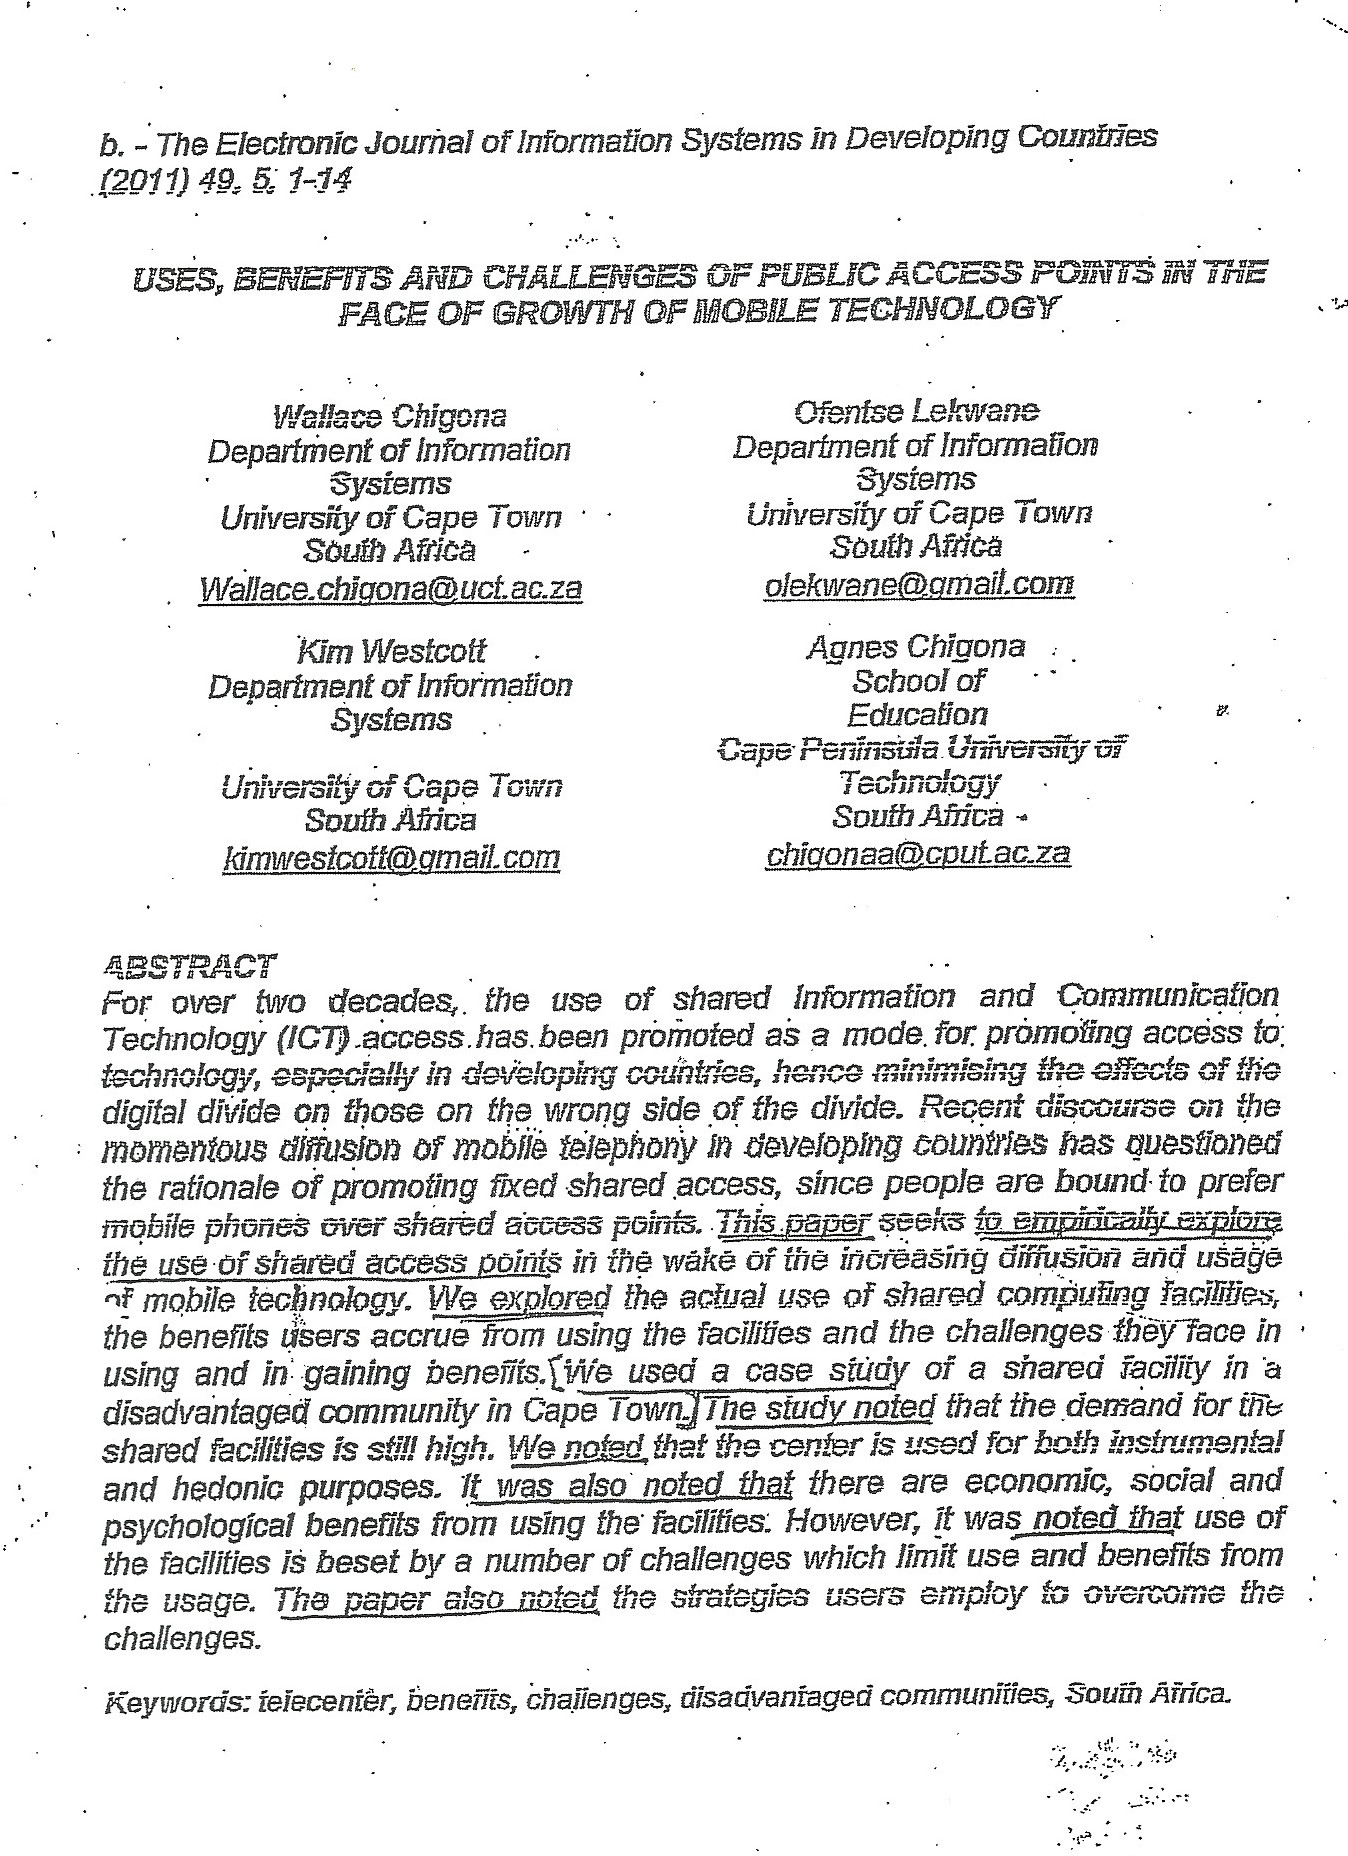 b. - The Electronic Journal of Information Systems in Developing Countries
(2011) 49, 5, 1-14
USES, BENEFITS AND CHALLENGES OF PUBLIC ACCESS POINTS IN THE
FACE OF GROWTH OF MOBILE TECHNOLOGY
Wallace Chigona
Department of Information
Systems
University of Cape Town
South Africa
Wallace.chigona@uct.ac.za
Ofentse Lekwane
Department of Information
Systems
University of Cape Town
South Africa
olekwane@gmail.com
Kim Westcott
Department of Information
Systems
University of Cape Town
South Africa
kimwestcott@gmail.com
Agnes Chigona
School of
Education
Cape Peninsula University of
Technology
South Africa
chigonaa@cput.ac.za
ABSTRACT
For over two decades, the use of shared Information and Communication
Technology (ICT) access has been promoted as a mode for promoting access to
technology, especially in developing countries, hence minimising the effects of the
digital divide on those on the wrong side of the divide. Recent discourse on the
momentous diffusion of mobile telephony in developing countries has questioned
the rationale of promoting fixed shared access, since people are bound to prefer
mobile phones over shared access points. This paper seeks to empirically explore
the use of shared access points in the wake of the increasing diffusion and usage
of mobile technology. We explored the actual use of shared computing facilities,
the benefits users accrue from using the facilities and the challenges they face in
using and in gaining benefits. [We used a case study of a shared facility in a
disadvantaged community in Cape Town.] The study noted that the demand for the
shared facilities is still high. We noted that the center is used for both instrumental
and hedonic purposes. It was also noted that there are economic, social and
psychological benefits from using the facilities. However, it was noted that use of
the facilities is beset by a number of challenges which limit use and benefits from
the usage. The paper also noted the strategies users employ to overcome the
challenges.
Keywords: telecenter, benefits, challenges, disadvantaged communities, South Africa.